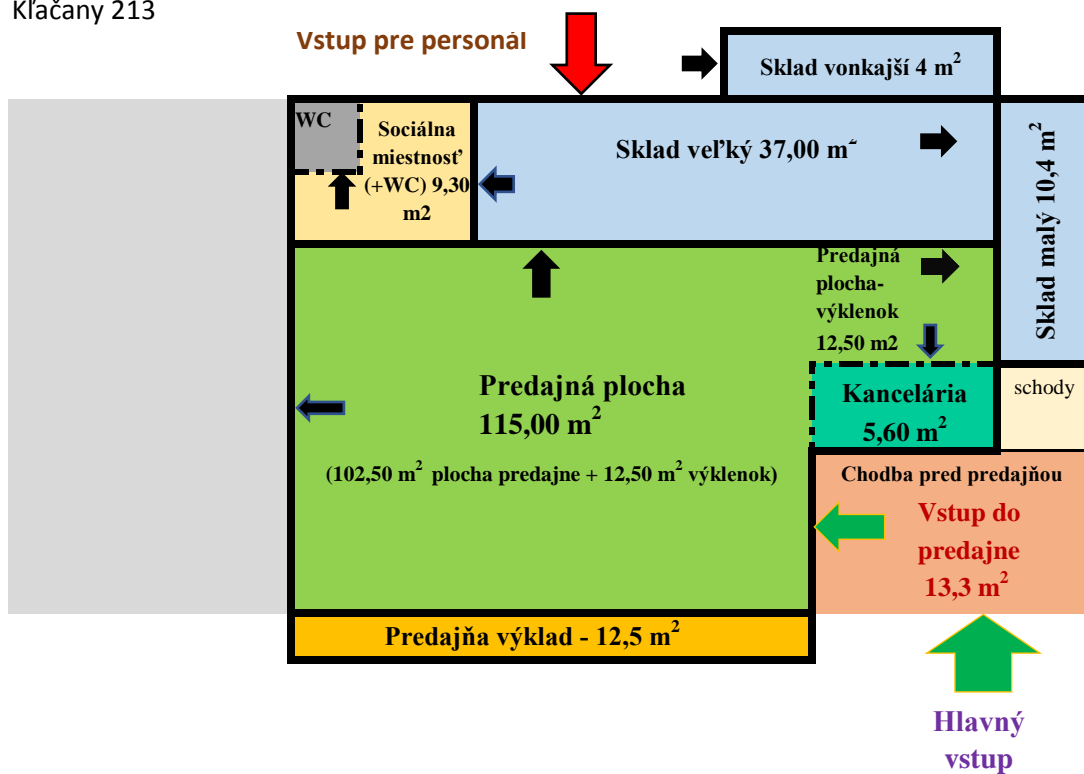 Kľačany 213
Vstup pre personál
Sklad vonkajší 4 m²
WC
Sociálna
miestnosť
(+WC) 9,30
m2
Sklad veľký 37,00 m²
Sklad malý 10,4 m²
Predajná
plocha-
výklenok
12,50 m2
Predajná plocha
115,00 m²
(102,50 m² plocha predajne + 12,50 m² výklenok)
Kancelária
5,60 m²
schody
Chodba pred predajňou
Vstup do
predajne
13,3 m²
Predajňa výklad - 12,5 m²
Hlavný
vstup